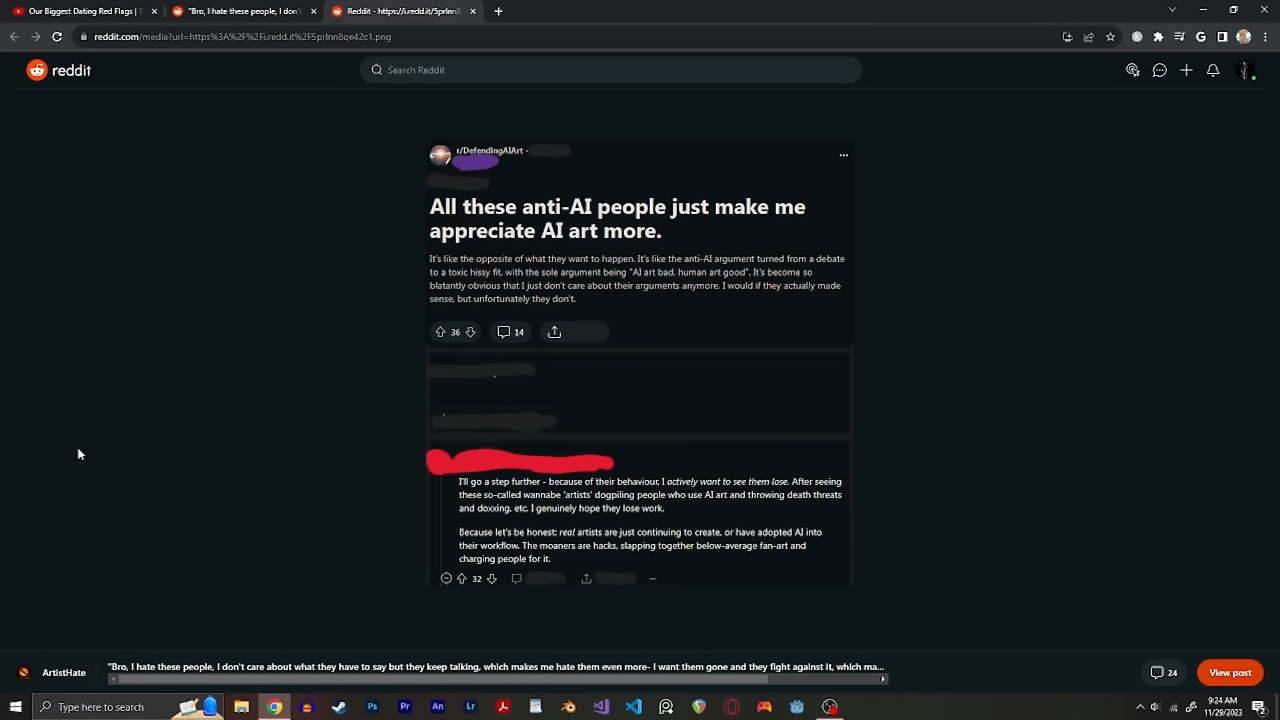 Our Biggest Dating Red Flags | T
"Bro, I hate these people, I don'
Reddit - https://i.redd.it/5prlnn8
reddit.com/media?url=https%3A%2F%2Fi.redd.it%2F5prlnn8qe42c1.png
reddit
Search Reddit
r/DefendingAIArt ·
All these anti-AI people just make me
appreciate AI art more.
It's like the opposite of what they want to happen. It's like the anti-AI argument turned from a debate
to a toxic hissy fit, with the sole argument being "AI art bad, human art good". It's become so
blatantly obvious that I just don't care about their arguments anymore. I would if they actually made
sense, but unfortunately they don't.
36
14
I'll go a step further - because of their behaviour, I actively want to see them lose. After seeing
these so-called wannabe 'artists' dogpiling people who use AI art and throwing death threats
and doxxing, etc. I genuinely hope they lose work.
Because let's be honest: real artists are just continuing to create, or have adopted AI into
their workflow. The moaners are hacks, slapping together below-average fan-art and
charging people for it.
32
ArtistHate
"Bro, I hate these people, I don't care about what they have to say but they keep talking, which makes me hate them even more- I want them gone and they fight against it, which ma...
24
View post
Type here to search
Ps
Pr
An
Lr
9:24 AM
11/29/2023